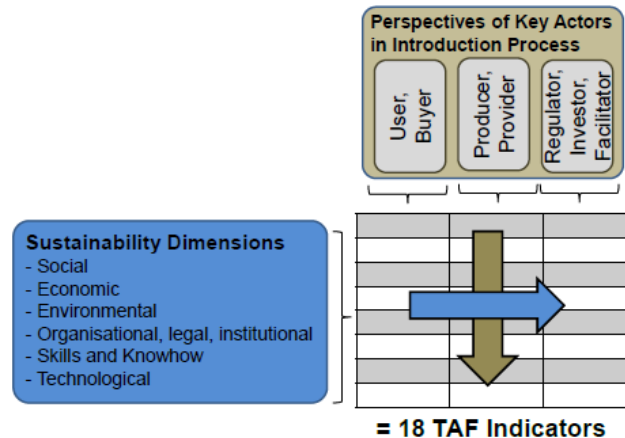 Perspectives of Key Actors
in Introduction Process
User,
Buyer
Producer,
Provider
Regulator,
Investor,
Facilitator
Sustainability Dimensions
- Social
- Economic
- Environmental
- Organisational, legal, institutional
- Skills and Knowhow
- Technological
= 18 TAF Indicators